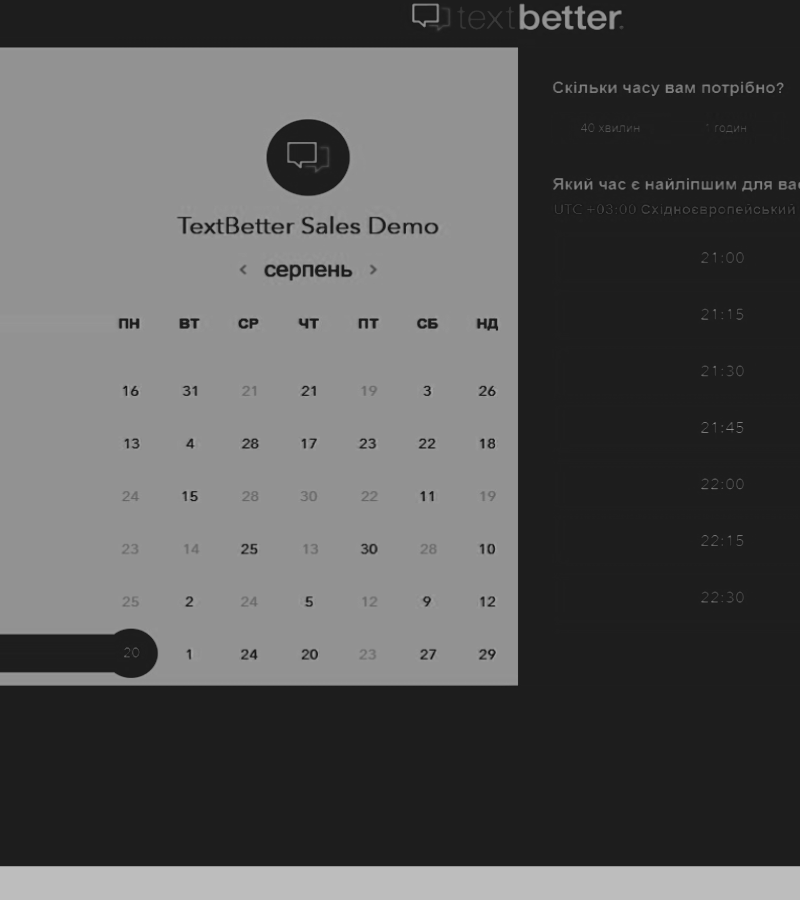 textbetter.
TextBetter Sales Demo
‹ серпень ›
ПН ВТ СР ЧТ ПТ СБ НД
16 31 21 21 19 3 26
13 4 28 17 23 22 18
24 15 28 30 22 11 19
23 14 25 13 30 28 10
25 2 24 5 12 9 12
20 1 24 20 23 27 29
Скільки часу вам потрібно?
40 хвилин 1 годин
Який час є найліпшим для вас
UTC +03:00 Східноєвропейський
21:00
21:15
21:30
21:45
22:00
22:15
22:30